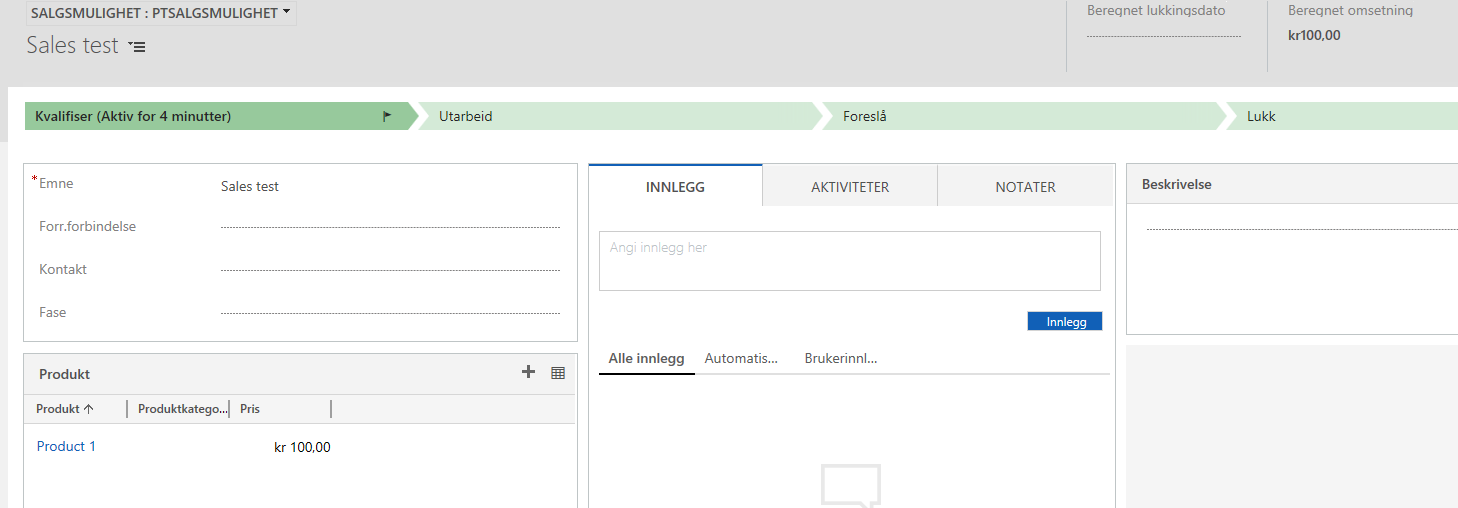 SALGSMULIGHET : PTSALGSMULIGHET
Sales test
Beregnet lukkingsdato
Beregnet omsetning
kr100,00
Kvalifiser (Aktiv for 4 minutter)
Utarbeid
Foreslå
Lukk
*Emne
Sales test
Forr.forbindelse
Kontakt
Fase
Produkt
Produkt
Produktkatego...
Pris
Product 1
kr 100,00
INNLEGG
AKTIVITETER
NOTATER
Angi innlegg her
Innlegg
Alle innlegg
Automatis...
Brukerinnl...
Beskrivelse